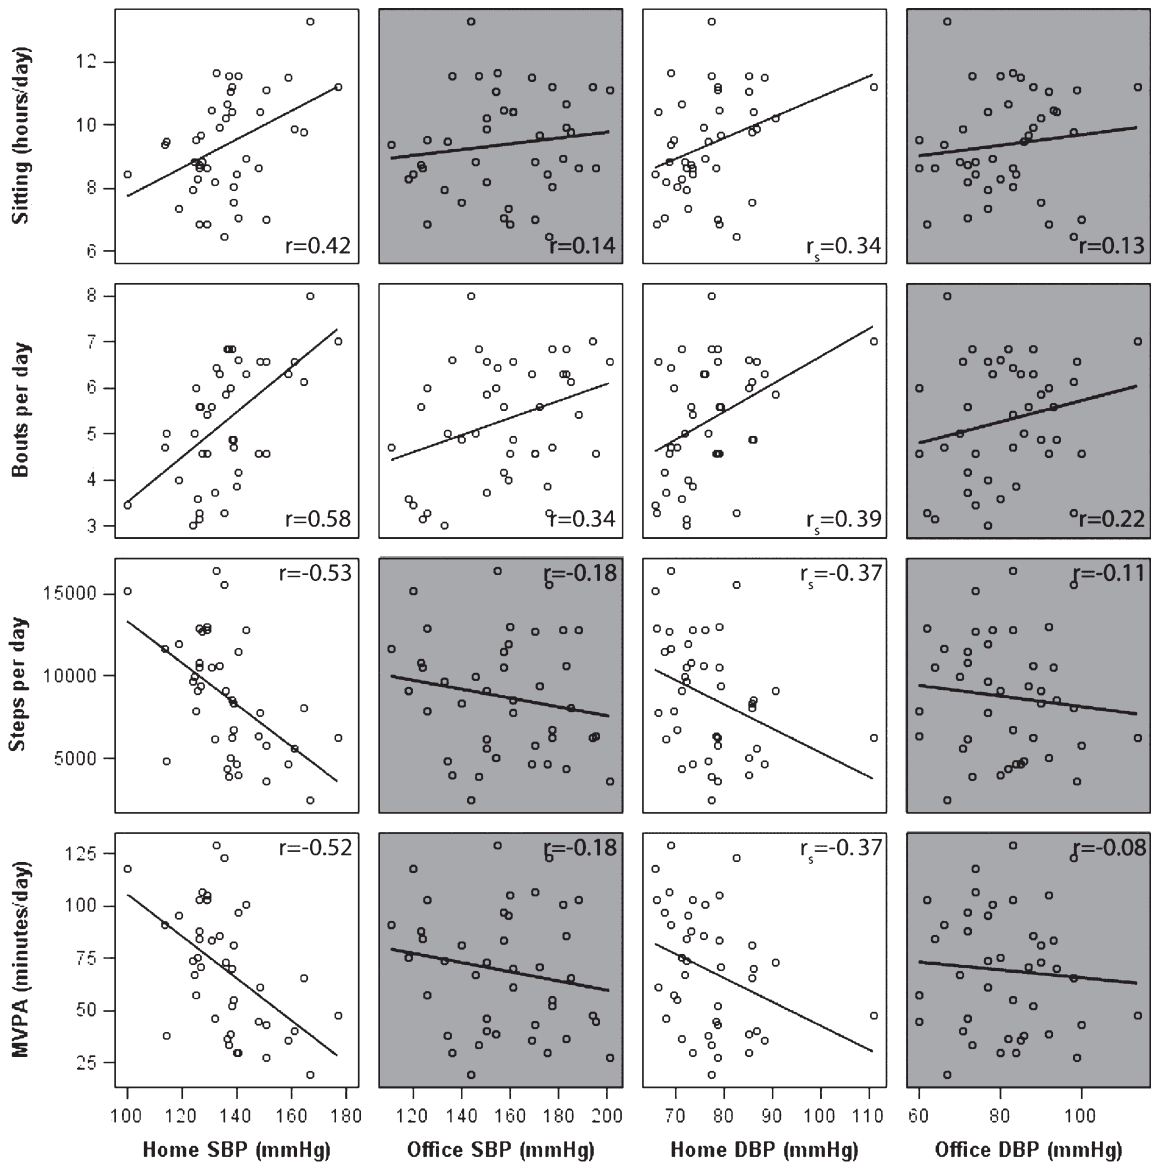 Sitting (hours/day)
12
10
8
6
r=0.42
r=0.14
rs=0.34
r=0.13
Bouts per day
8
7
6
5
4
3
r=0.58
r=0.34
rs=0.39
r=0.22
Steps per day
15000
10000
5000
r=-0.53
r=-0.18
rs=-0.37
r=-0.11
MVPA (minutes/day)
125
100
75
50
25
r=-0.52
r=-0.18
rs=-0.37
r=-0.08
100 120 140 160 180
120 140 160 180 200
70 80 90 100 110
60 80 100
Home SBP (mmHg)
Office SBP (mmHg)
Home DBP (mmHg)
Office DBP (mmHg)